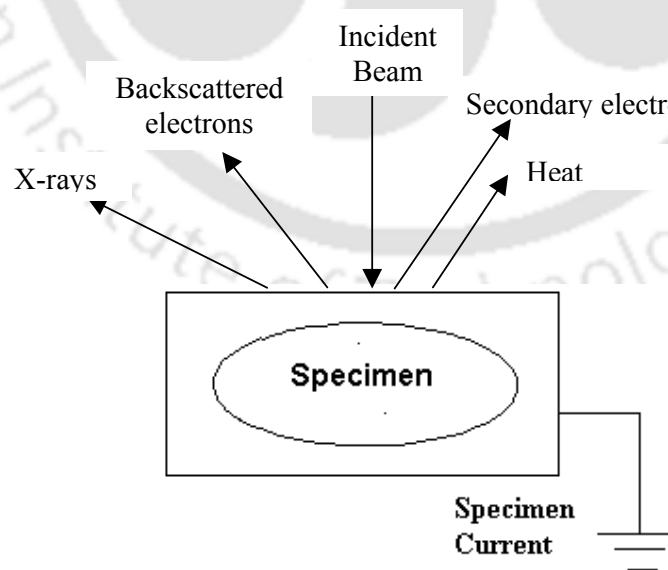 Incident
Beam
Backscattered
electrons
Secondary electr
X-rays
Heat
Specimen
Specimen
Current